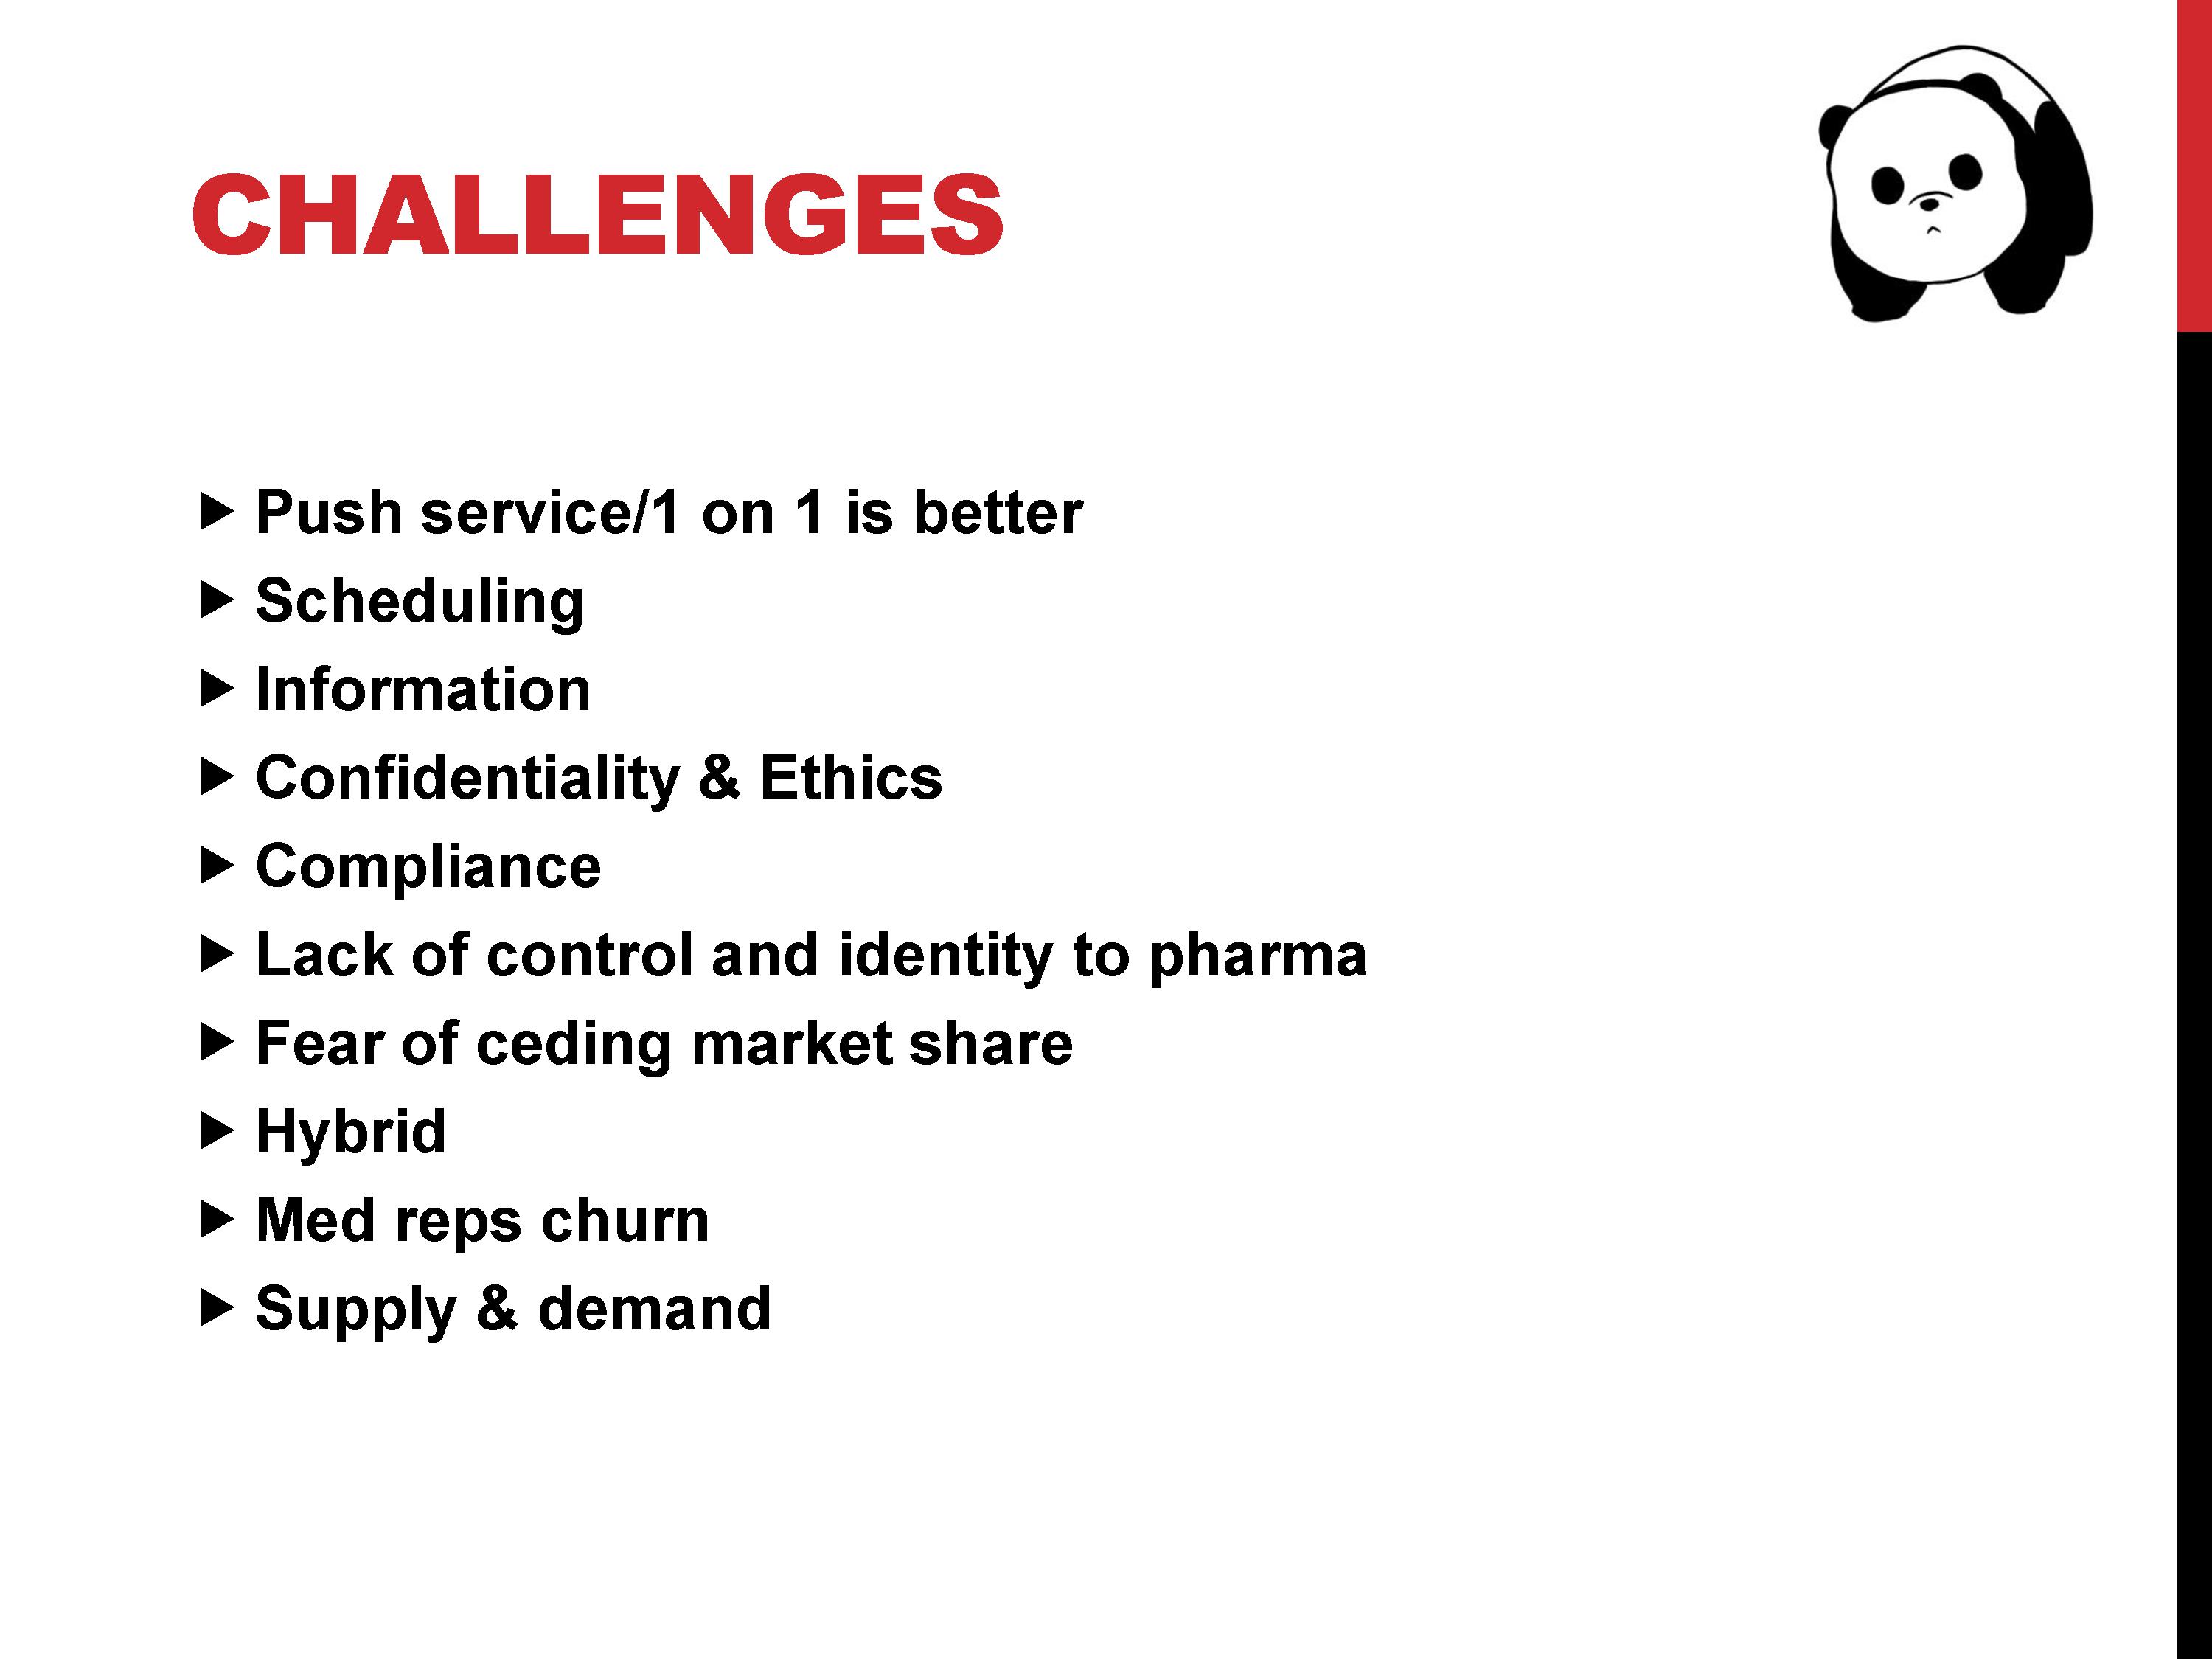 CHALLENGES
▶ Push service/1 on 1 is better
▶ Scheduling
▶ Information
▶ Confidentiality & Ethics
▶ Compliance
▶ Lack of control and identity to pharma
▶ Fear of ceding market share
▶ Hybrid
▶ Med reps churn
▶ Supply & demand